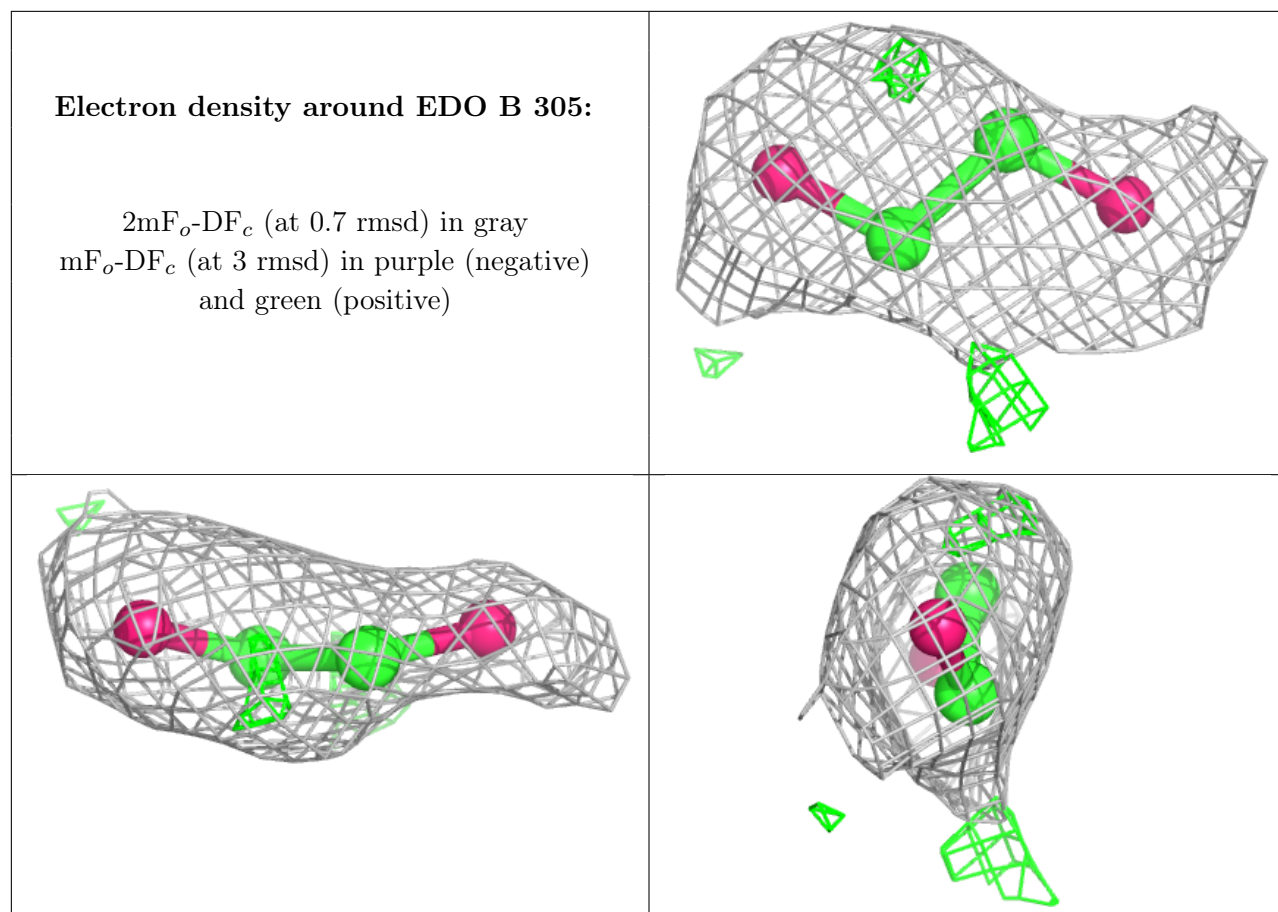 Electron density around EDO B 305:
2mFₒ-DF𝒸 (at 0.7 rmsd) in gray
mFₒ-DF𝒸 (at 3 rmsd) in purple (negative)
and green (positive)